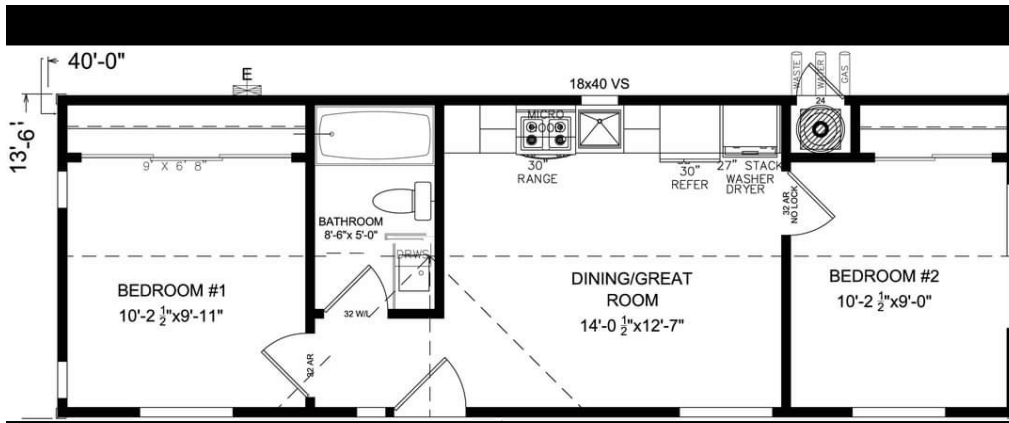 40'-0"
13'-6"
E
18x40 VS
WASTE
WATER
GAS
24
9' X 6' 8"
MICRO
HOOD
30"
RANGE
30"
REFER
27" STACK
WASHER
DRYER
32 AR
NO LOCK
BATHROOM
8'-6"x 5'-0"
DRWS
BEDROOM #1
10'-2 1/2"x9'-11"
DINING/GREAT
ROOM
14'-0 1/2"x12'-7"
BEDROOM #2
10'-2 1/2"x9'-0"
32 W/L
32 AR